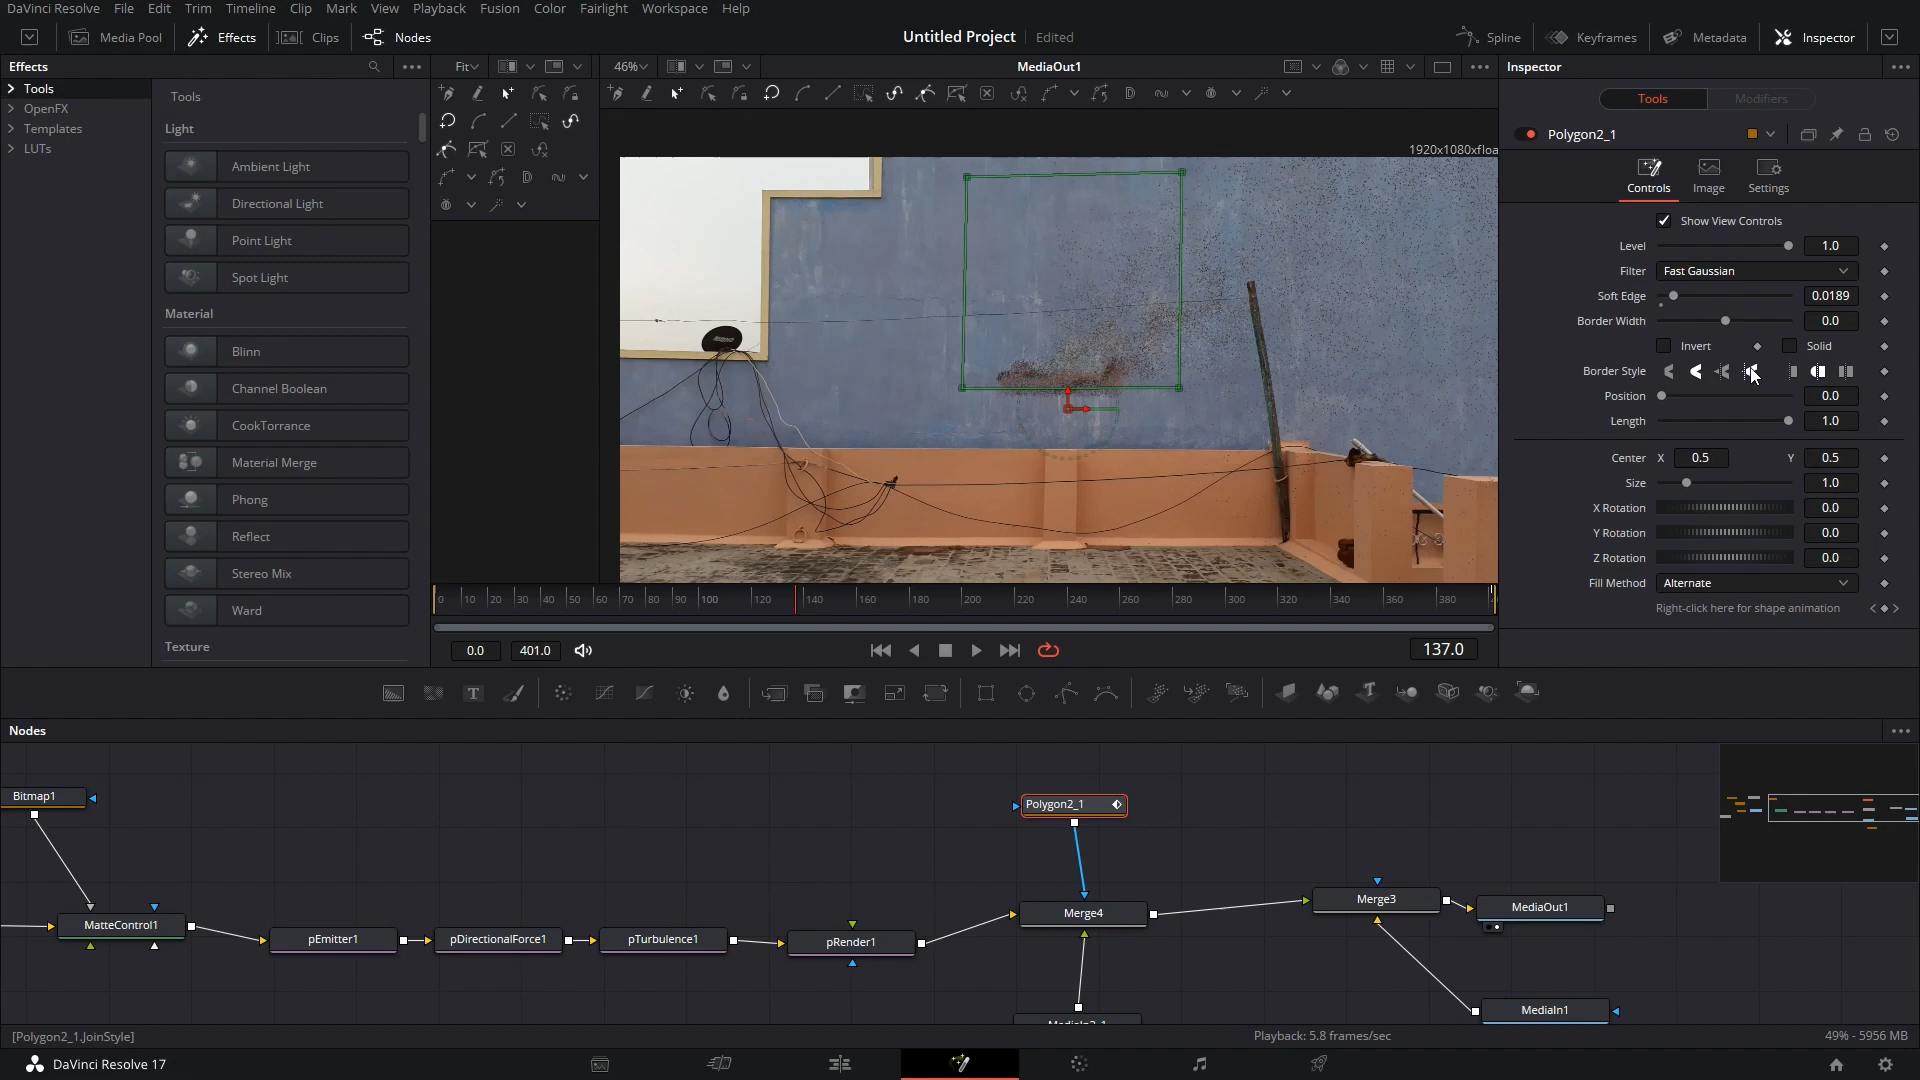 DaVinci Resolve File Edit Trim Timeline Clip Mark View Playback Fusion Color Fairlight Workspace Help
Media Pool Effects Clips Nodes Untitled Project Edited Spline Keyframes Metadata Inspector
Effects Fit 46% MediaOut1 Inspector
Tools
OpenFX
Templates
LUTs
Tools
Light
Ambient Light
Directional Light
Point Light
Spot Light
Material
Blinn
Channel Boolean
CookTorrance
Material Merge
Phong
Reflect
Stereo Mix
Ward
Texture
1920x1080xfloa
0 10 20 30 40 50 60 70 80 90 100 120 140 160 180 200 220 240 260 280 300 320 340 360 380
0.0 401.0 137.0
Tools Modifiers
Polygon2_1
Controls Image Settings
Show View Controls
Level 1.0
Filter Fast Gaussian
Soft Edge 0.0189
Border Width 0.0
Invert Solid
Border Style
Position 0.0
Length 1.0
Center X 0.5 Y 0.5
Size 1.0
X Rotation 0.0
Y Rotation 0.0
Z Rotation 0.0
Fill Method Alternate
Right-click here for shape animation
Nodes
Bitmap1
Polygon2_1
MatteControl1
pEmitter1
pDirectionalForce1
pTurbulence1
pRender1
Merge4
Merge3
MediaOut1
MediaIn1
[Polygon2_1.JoinStyle] Playback: 5.8 frames/sec 49% - 5956 MB
DaVinci Resolve 17